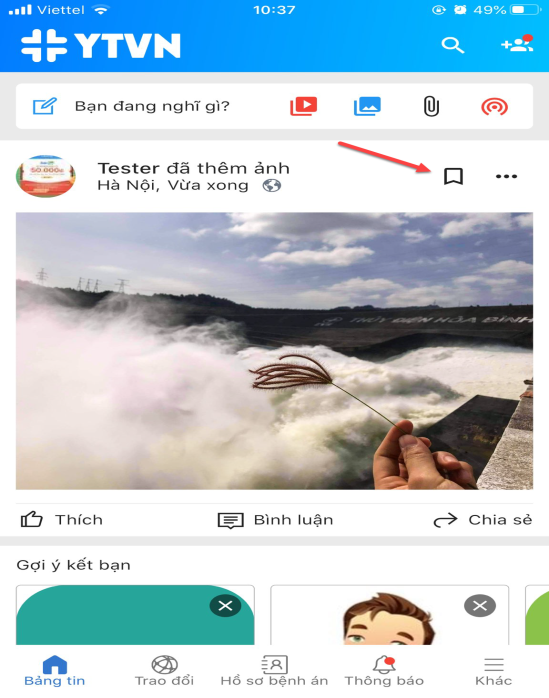 Viettel 10:37 49%
YTVN
Bạn đang nghĩ gì?
50.000đ
Tester đã thêm ảnh
Hà Nội, Vừa xong
THỦY ĐIỆN HÒA BÌNH
Thích Bình luận Chia sẻ
Gợi ý kết bạn
Bảng tin Trao đổi Hồ sơ bệnh án Thông báo Khác